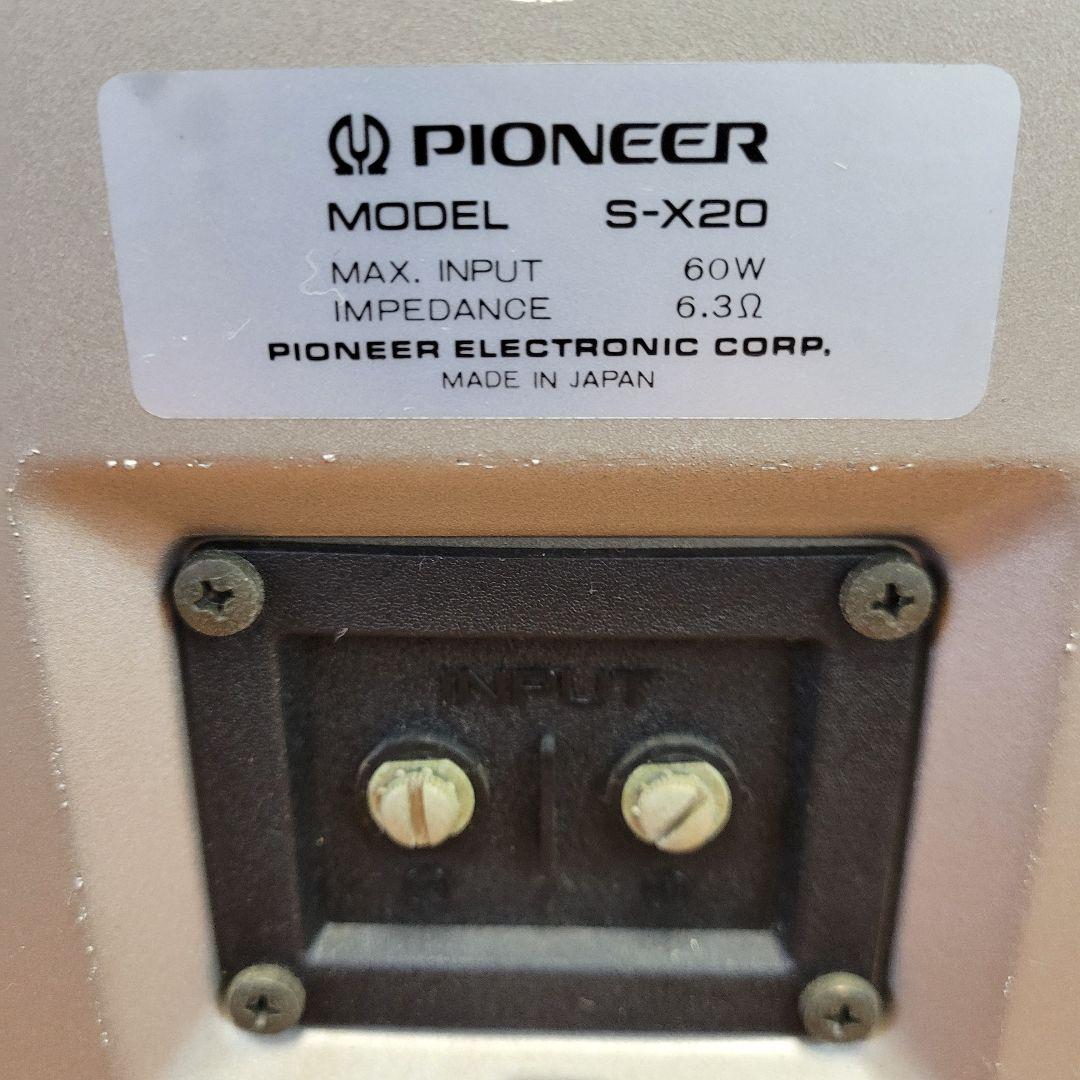 PIONEER
MODEL S-X20
MAX. INPUT 60W
IMPEDANCE 6.3Ω
PIONEER ELECTRONIC CORP.
MADE IN JAPAN
INPUT